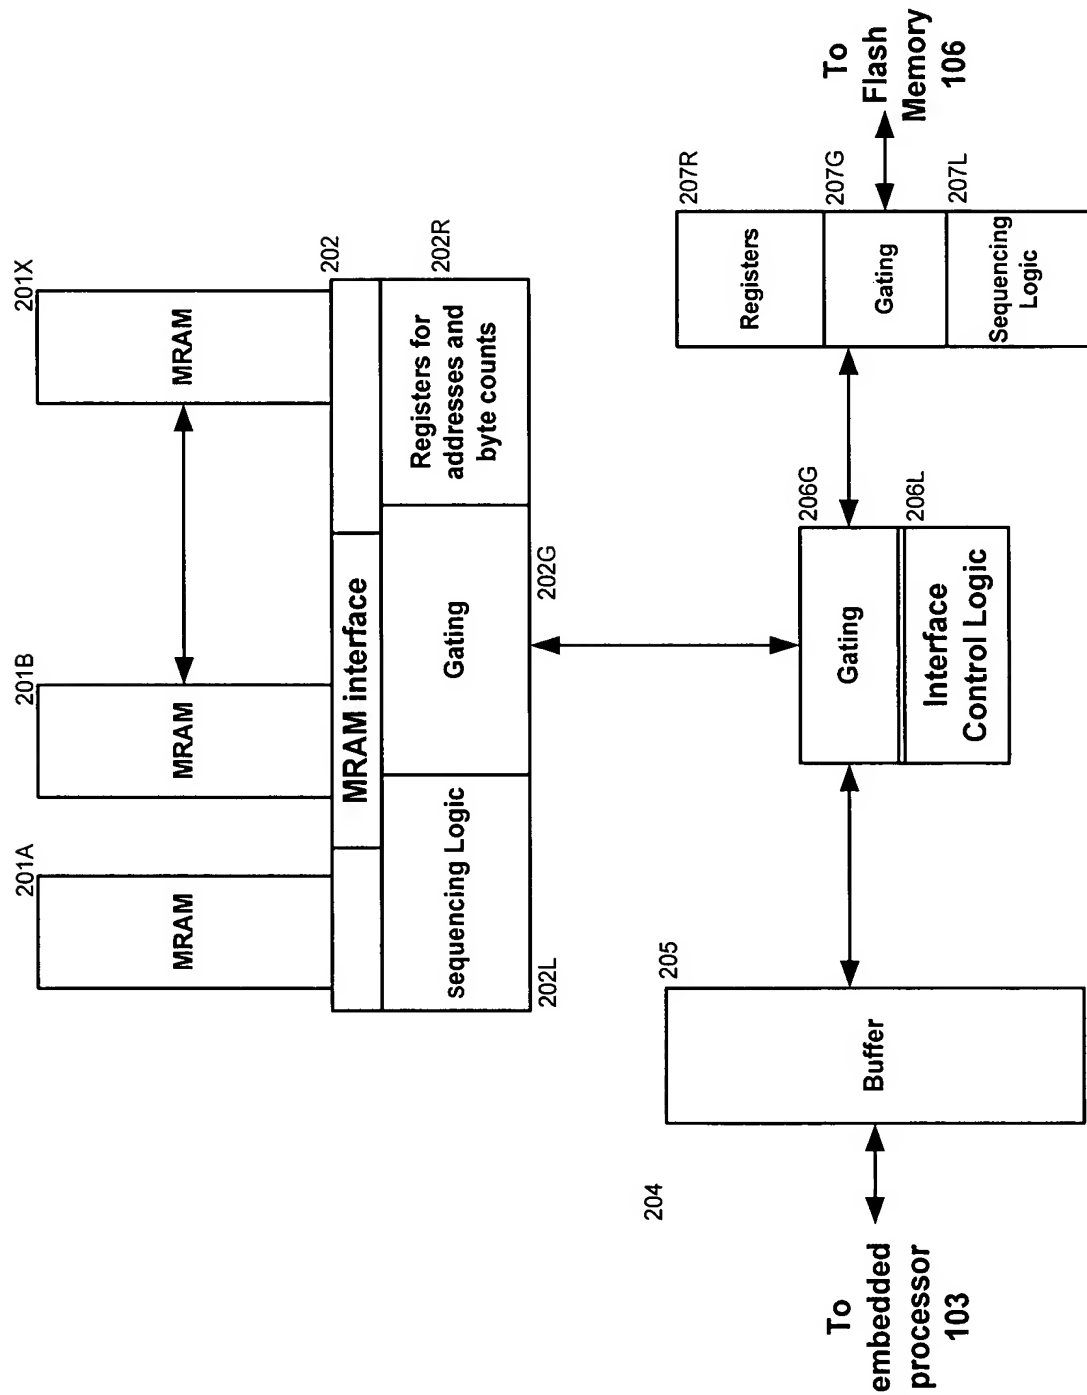 201A
201B
201X
MRAM
MRAM
MRAM
202
MRAM interface
sequencing Logic
Gating
Registers for
addresses and
byte counts
202R
202L
202G
204
205
206G
206L
207R
207G
207L
To
embedded
processor
103
Buffer
Gating
Interface
Control Logic
Registers
Gating
Sequencing
Logic
To
Flash
Memory
106